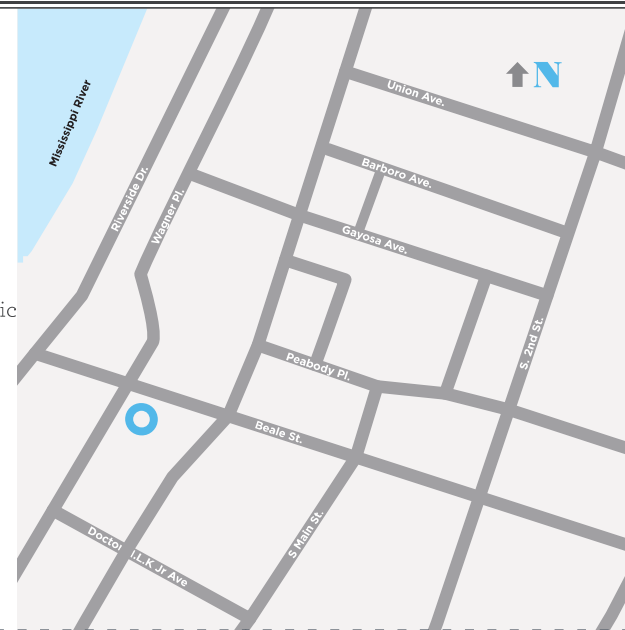 N
Union Ave.
Mississippi River
Barboro Ave.
Riverside Dr.
Wagner Pl.
Gayosa Ave.
ic
S. 2nd St.
Peabody Pl.
Beale St.
S Main St.
Docto .L.K Jr Ave